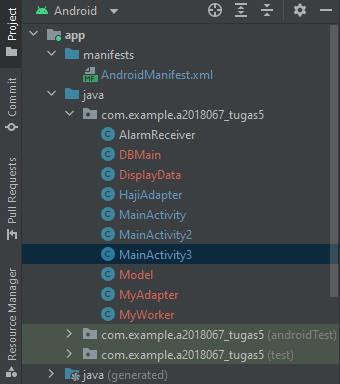 Android
Project
Commit
Pull Requests
Resource Manager
app
manifests
MF
AndroidManifest.xml
java
com.example.a2018067_tugas5
C AlarmReceiver
C DBMain
C DisplayData
C HajiAdapter
C MainActivity
C MainActivity2
C MainActivity3
C Model
C MyAdapter
C MyWorker
com.example.a2018067_tugas5 (androidTest)
com.example.a2018067_tugas5 (test)
java (generated)